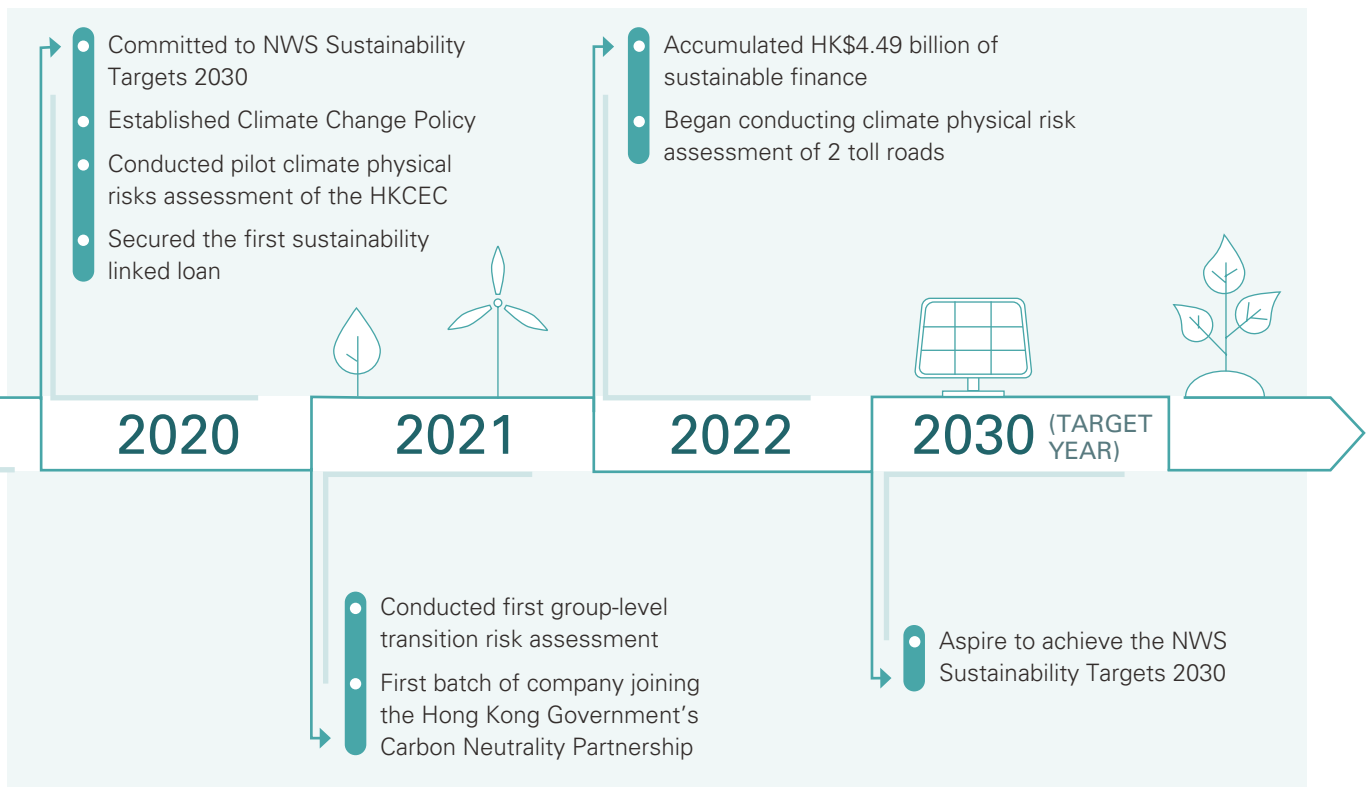 Committed to NWS Sustainability
Targets 2030
Established Climate Change Policy
Conducted pilot climate physical
risks assessment of the HKCEC
Secured the first sustainability
linked loan
Accumulated HK$4.49 billion of
sustainable finance
Began conducting climate physical risk
assessment of 2 toll roads
2020
2021
2022
2030 (TARGET
YEAR)
Conducted first group-level
transition risk assessment
First batch of company joining
the Hong Kong Government’s
Carbon Neutrality Partnership
Aspire to achieve the NWS
Sustainability Targets 2030